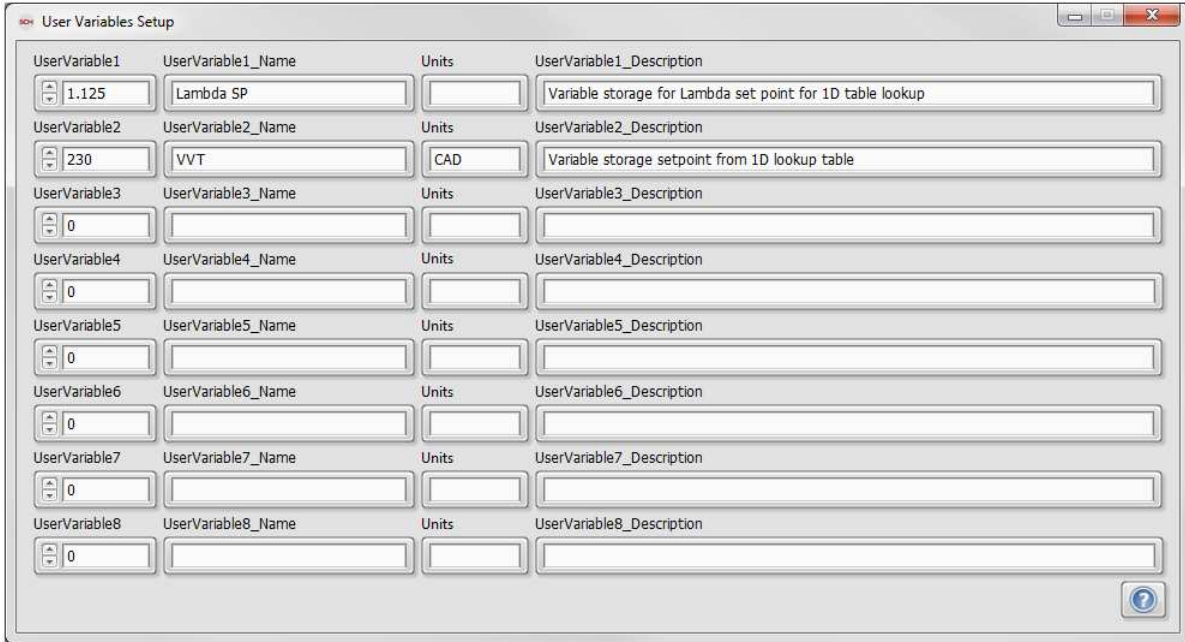 SCM User Variables Setup
UserVariable1 UserVariable1_Name Units UserVariable1_Description
1.125 Lambda SP Variable storage for Lambda set point for 1D table lookup
UserVariable2 UserVariable2_Name Units UserVariable2_Description
230 VVT CAD Variable storage setpoint from 1D lookup table
UserVariable3 UserVariable3_Name Units UserVariable3_Description
0
UserVariable4 UserVariable4_Name Units UserVariable4_Description
0
UserVariable5 UserVariable5_Name Units UserVariable5_Description
0
UserVariable6 UserVariable6_Name Units UserVariable6_Description
0
UserVariable7 UserVariable7_Name Units UserVariable7_Description
0
UserVariable8 UserVariable8_Name Units UserVariable8_Description
0
?